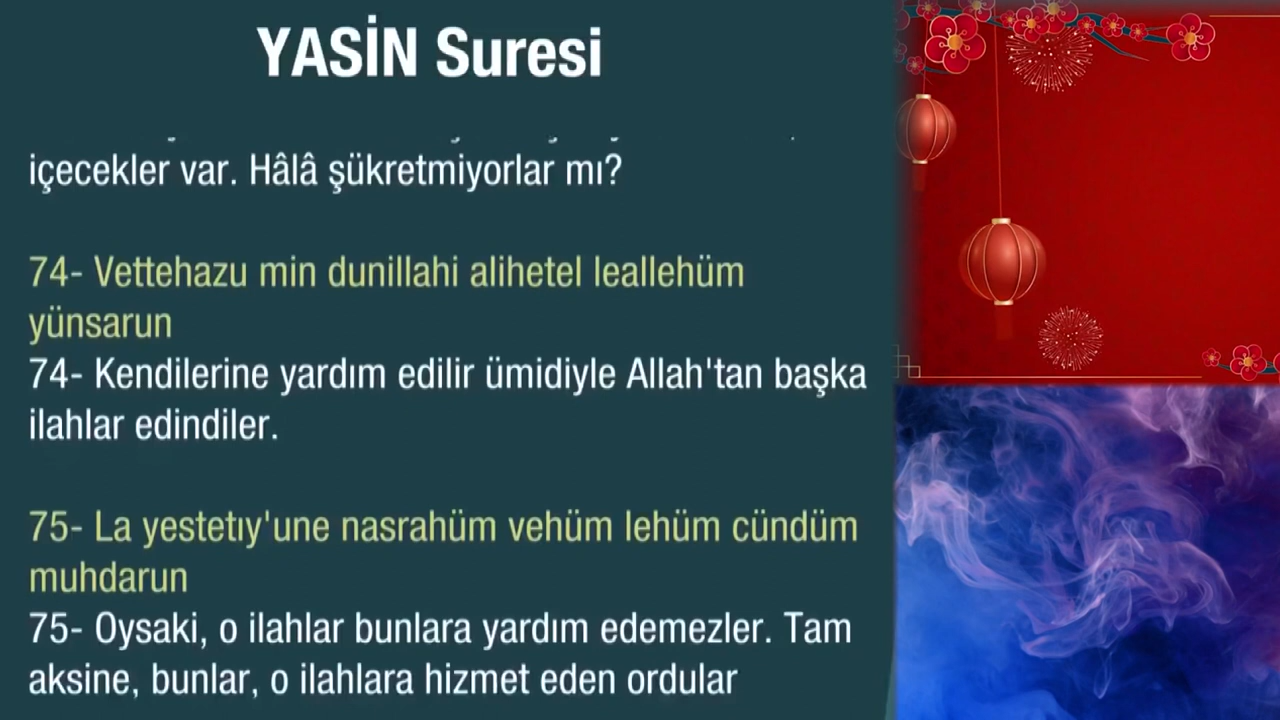 YASİN Suresi
içecekler var. Hâlâ şükretmiyorlar mı?
74- Vettehazu min dunillahi alihetel leallehüm
yünsarun
74- Kendilerine yardım edilir ümidiyle Allah'tan başka
ilahlar edindiler.
75- La yestetıy'une nasrahüm vehüm lehüm cündüm
muhdarun
75- Oysaki, o ilahlar bunlara yardım edemezler. Tam
aksine, bunlar, o ilahlara hizmet eden ordular